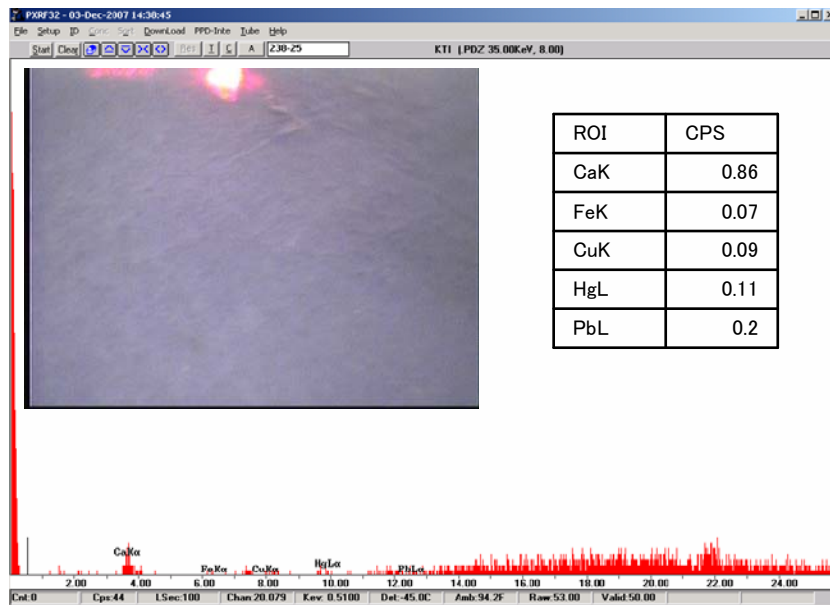 PXRF32 - 03-Dec-2007 14:38:45
File Setup ID Conc Sort DownLoad PPD-Inte Tube Help
Start Clear Res I C A 238-25 KTI (.PDZ 35.00KeV, 8.00)
ROI CPS
CaK 0.86
FeK 0.07
CuK 0.09
HgL 0.11
PbL 0.2
CaKα
FeKα CuKα HgLα PbLα
2.00 4.00 6.00 8.00 10.00 12.00 14.00 16.00 18.00 20.00 22.00 24.00
Cnt:0 Cps:44 LSec:100 Chan 20.079 Kev: 0.5100 Det:-45.0C Amb:94.2F Raw:53.00 Valid:50.00